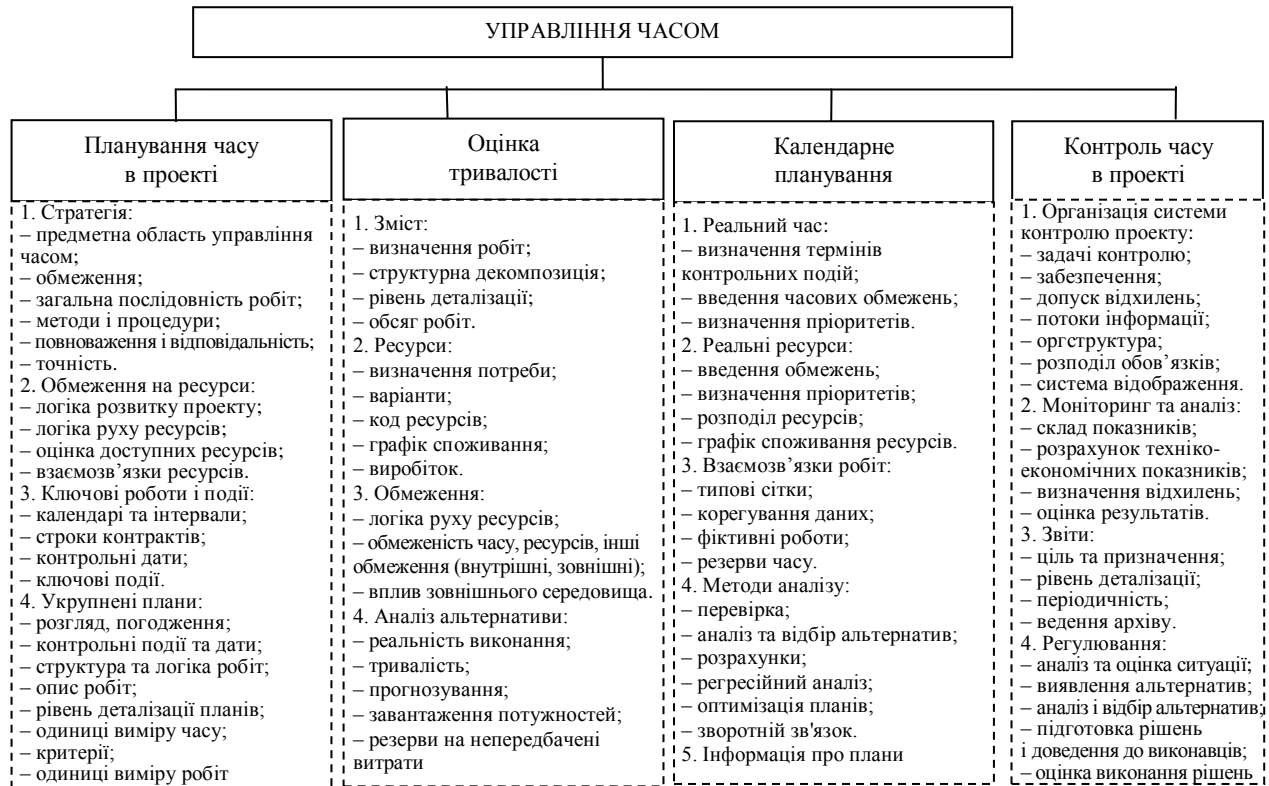 УПРАВЛІННЯ ЧАСОМ
Планування часу
в проекті
1. Стратегія:
– предметна область управління
часом;
– обмеження;
– загальна послідовність робіт;
– методи і процедури;
– повноваження і відповідальність;
– точність.
2. Обмеження на ресурси:
– логіка розвитку проекту;
– логіка руху ресурсів;
– оцінка доступних ресурсів;
– взаємозв’язки ресурсів.
3. Ключові роботи і події:
– календарі та інтервали;
– строки контрактів;
– контрольні дати;
– ключові події.
4. Укрупнені плани:
– розгляд, погодження;
– контрольні події та дати;
– структура та логіка робіт;
– опис робіт;
– рівень деталізації планів;
– одиниці виміру часу;
– критерії;
– одиниці виміру робіт
Оцінка
тривалості
1. Зміст:
– визначення робіт;
– структурна декомпозиція;
– рівень деталізації;
– обсяг робіт.
2. Ресурси:
– визначення потреби;
– варіанти;
– код ресурсів;
– графік споживання;
– виробіток.
3. Обмеження:
– логіка руху ресурсів;
– обмеженість часу, ресурсів, інші
обмеження (внутрішні, зовнішні);
– вплив зовнішнього середовища.
4. Аналіз альтернативи:
– реальність виконання;
– тривалість;
– прогнозування;
– завантаження потужностей;
– резерви на непередбачені
витрати
Календарне
планування
1. Реальний час:
– визначення термінів
контрольних подій;
– введення часових обмежень;
– визначення пріоритетів.
2. Реальні ресурси:
– введення обмежень;
– визначення пріоритетів;
– розподіл ресурсів;
– графік споживання ресурсів.
3. Взаємозв’язки робіт:
– типові сітки;
– корегування даних;
– фіктивні роботи;
– резерви часу.
4. Методи аналізу:
– перевірка;
– аналіз та відбір альтернатив;
– розрахунки;
– регресійний аналіз;
– оптимізація планів;
– зворотній зв'язок.
5. Інформація про плани
Контроль часу
в проекті
1. Організація системи
контролю проекту:
– задачі контролю;
– забезпечення;
– допуск відхилень;
– потоки інформації;
– оргструктура;
– розподіл обов’язків;
– система відображення.
2. Моніторинг та аналіз:
– склад показників;
– розрахунок техніко-
економічних показників;
– визначення відхилень;
– оцінка результатів.
3. Звіти:
– ціль та призначення;
– рівень деталізації;
– періодичність;
– ведення архіву.
4. Регулювання:
– аналіз та оцінка ситуації;
– виявлення альтернатив;
– аналіз і відбір альтернатив;
– підготовка рішень
і доведення до виконавців;
– оцінка виконання рішень